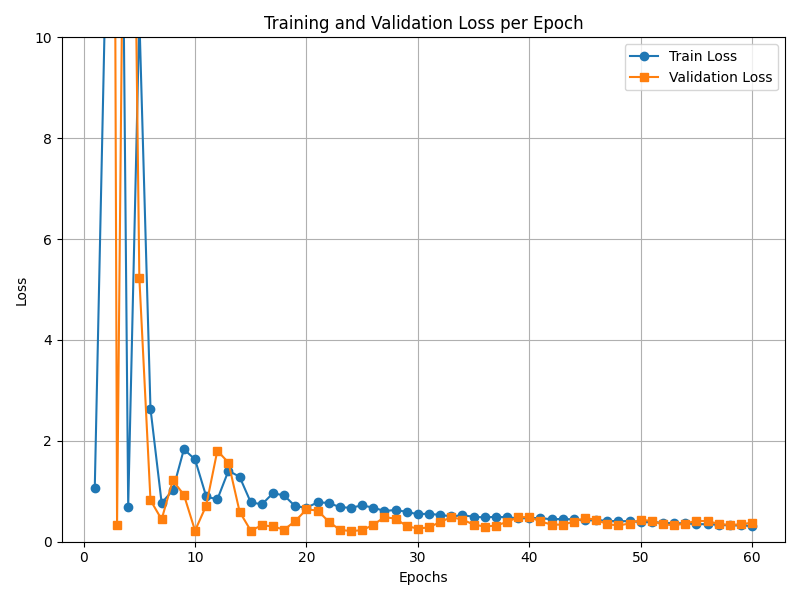 Training and Validation Loss per Epoch
Train Loss
Validation Loss
Loss
10
8
6
4
2
0
0 10 20 30 40 50 60
Epochs